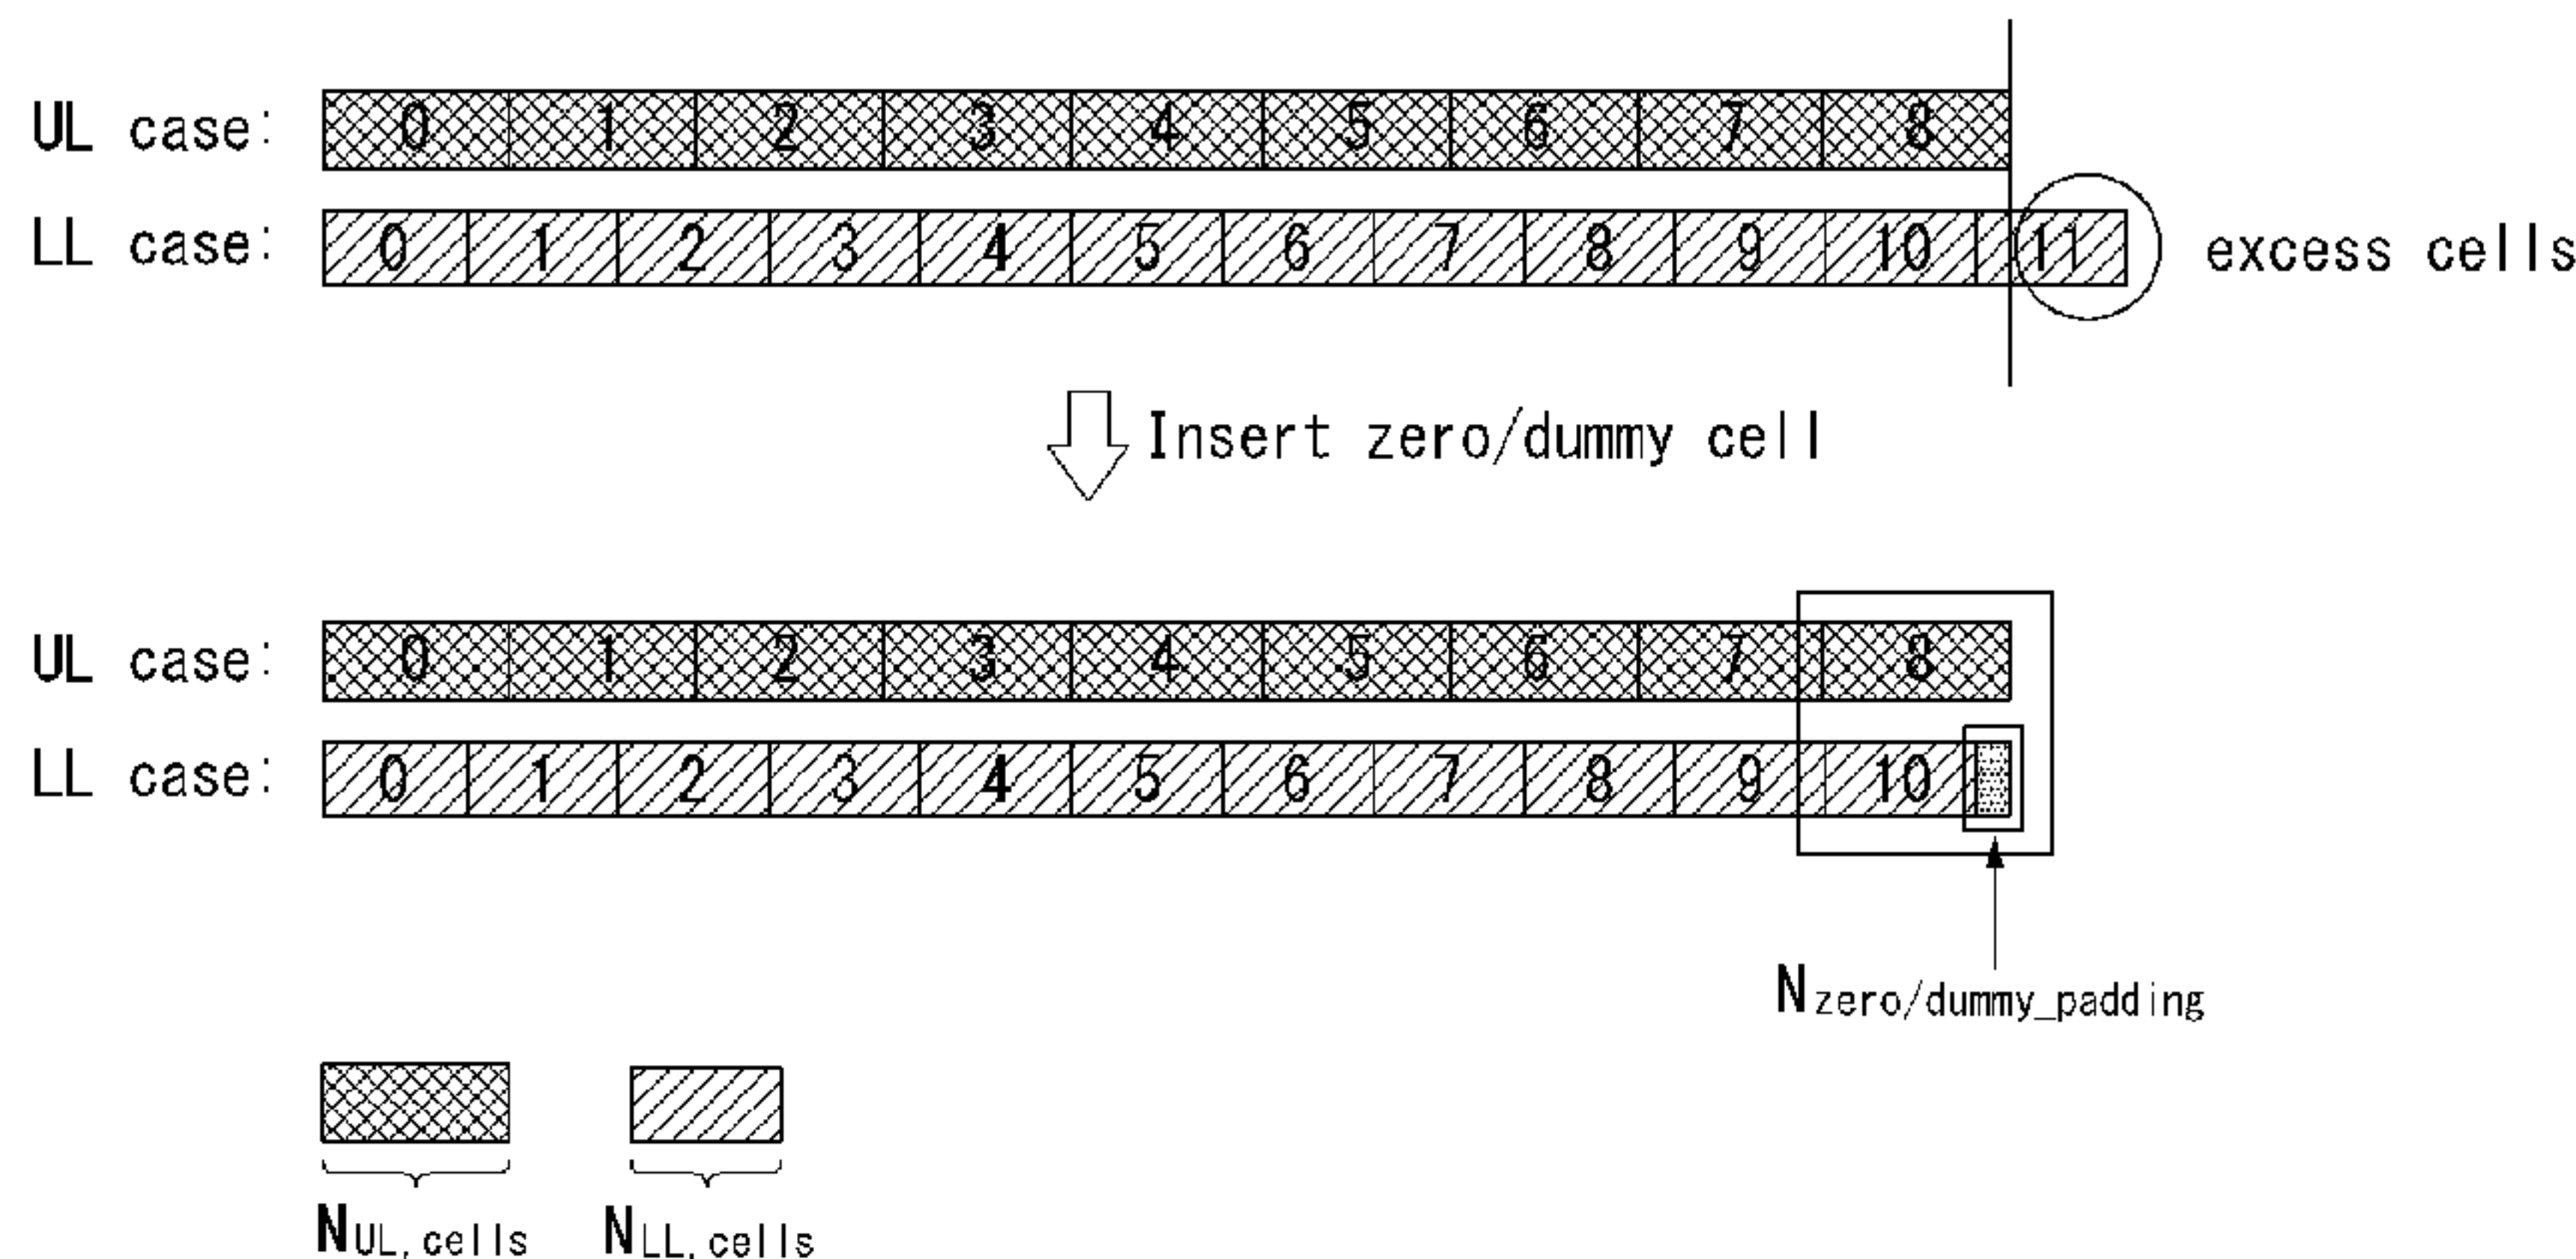 UL case: 0 1 2 3 4 5 6 7 8
LL case: 0 1 2 3 4 5 6 7 8 9 10 11 excess cells
Insert zero/dummy cell
UL case: 0 1 2 3 4 5 6 7 8
LL case: 0 1 2 3 4 5 6 7 8 9 10
Nzero/dummy_padding
NUL, cells NLL, cells